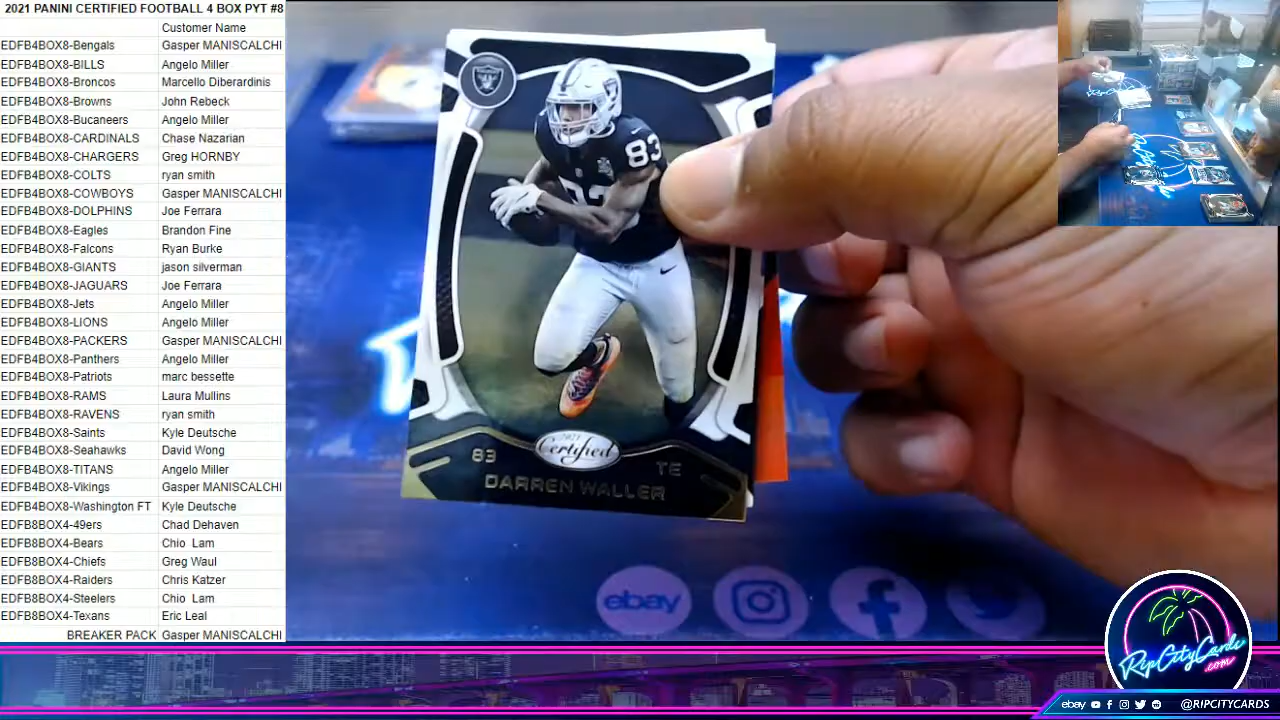 2021 PANINI CERTIFIED FOOTBALL 4 BOX PYT #8
Customer Name
EDFB4BOX8-Bengals Gasper MANISCALCHI
EDFB4BOX8-BILLS Angelo Miller
EDFB4BOX8-Broncos Marcello Diberardinis
EDFB4BOX8-Browns John Rebeck
EDFB4BOX8-Bucaneers Angelo Miller
EDFB4BOX8-CARDINALS Chase Nazarian
EDFB4BOX8-CHARGERS Greg HORNBY
EDFB4BOX8-COLTS ryan smith
EDFB4BOX8-COWBOYS Gasper MANISCALCHI
EDFB4BOX8-DOLPHINS Joe Ferrara
EDFB4BOX8-Eagles Brandon Fine
EDFB4BOX8-Falcons Ryan Burke
EDFB4BOX8-GIANTS jason silverman
EDFB4BOX8-JAGUARS Joe Ferrara
EDFB4BOX8-Jets Angelo Miller
EDFB4BOX8-LIONS Angelo Miller
EDFB4BOX8-PACKERS Gasper MANISCALCHI
EDFB4BOX8-Panthers Angelo Miller
EDFB4BOX8-Patriots marc bessette
EDFB4BOX8-RAMS Laura Mullins
EDFB4BOX8-RAVENS ryan smith
EDFB4BOX8-Saints Kyle Deutsche
EDFB4BOX8-Seahawks David Wong
EDFB4BOX8-TITANS Angelo Miller
EDFB4BOX8-Vikings Gasper MANISCALCHI
EDFB4BOX8-Washington FT Kyle Deutsche
EDFB8BOX4-49ers Chad Dehaven
EDFB8BOX4-Bears Chio Lam
EDFB8BOX4-Chiefs Greg Waul
EDFB8BOX4-Raiders Chris Katzer
EDFB8BOX4-Steelers Chio Lam
EDFB8BOX4-Texans Eric Leal
BREAKER PACK Gasper MANISCALCHI
83
83
2021
Certified
83 TE
DARREN WALLER
ebay
RipCityCards
.com
ebay @RIPCITYCARDS